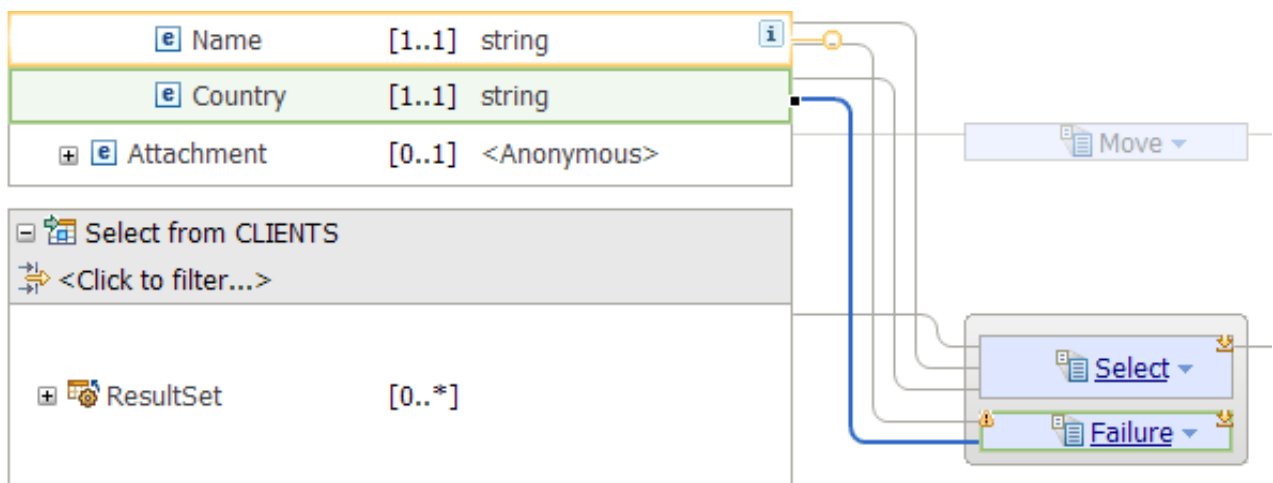 e Name [1..1] string i
e Country [1..1] string
e Attachment [0..1] <Anonymous>
Move
Select from CLIENTS
<Click to filter...>
Select
ResultSet [0..*]
Failure